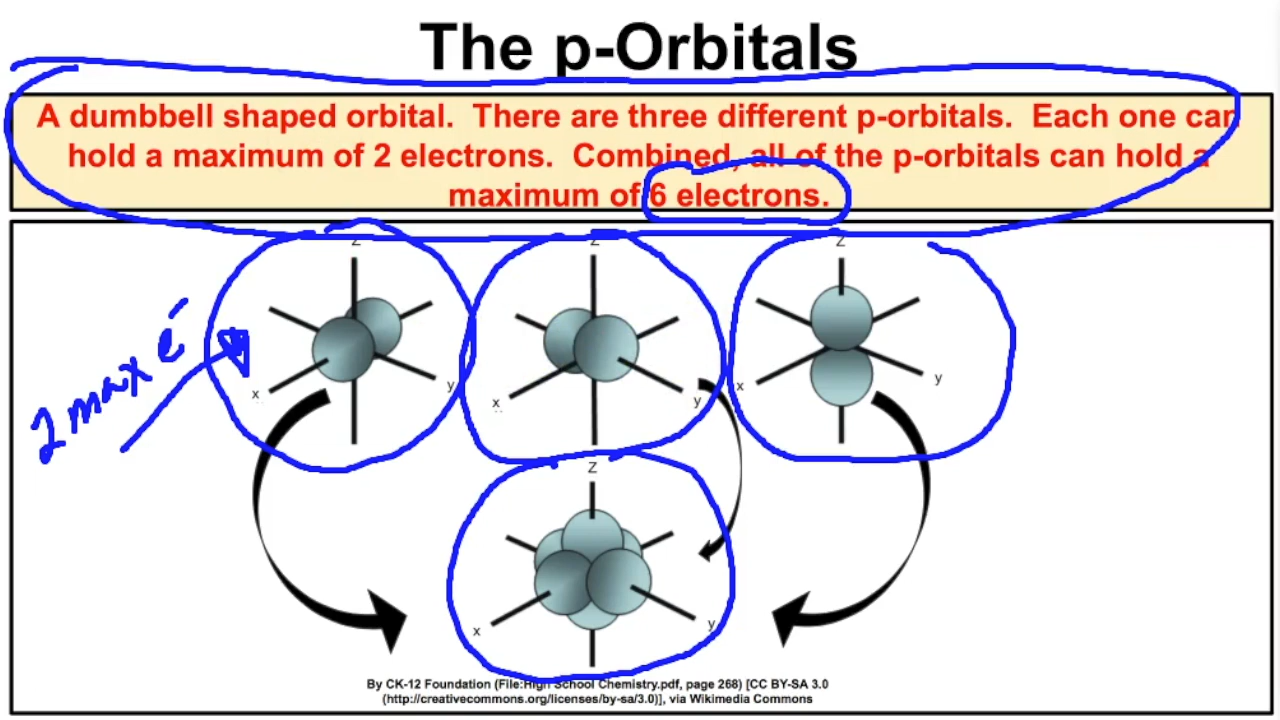 The p-Orbitals
A dumbbell shaped orbital. There are three different p-orbitals. Each one can
hold a maximum of 2 electrons. Combined, all of the p-orbitals can hold a
maximum of 6 electrons.
Z
Z
Z
x
y
x
y
x
y
2 max e⁻
Z
x
y
By CK-12 Foundation (File:High School Chemistry.pdf, page 268) [CC BY-SA 3.0
(http://creativecommons.org/licenses/by-sa/3.0)], via Wikimedia Commons